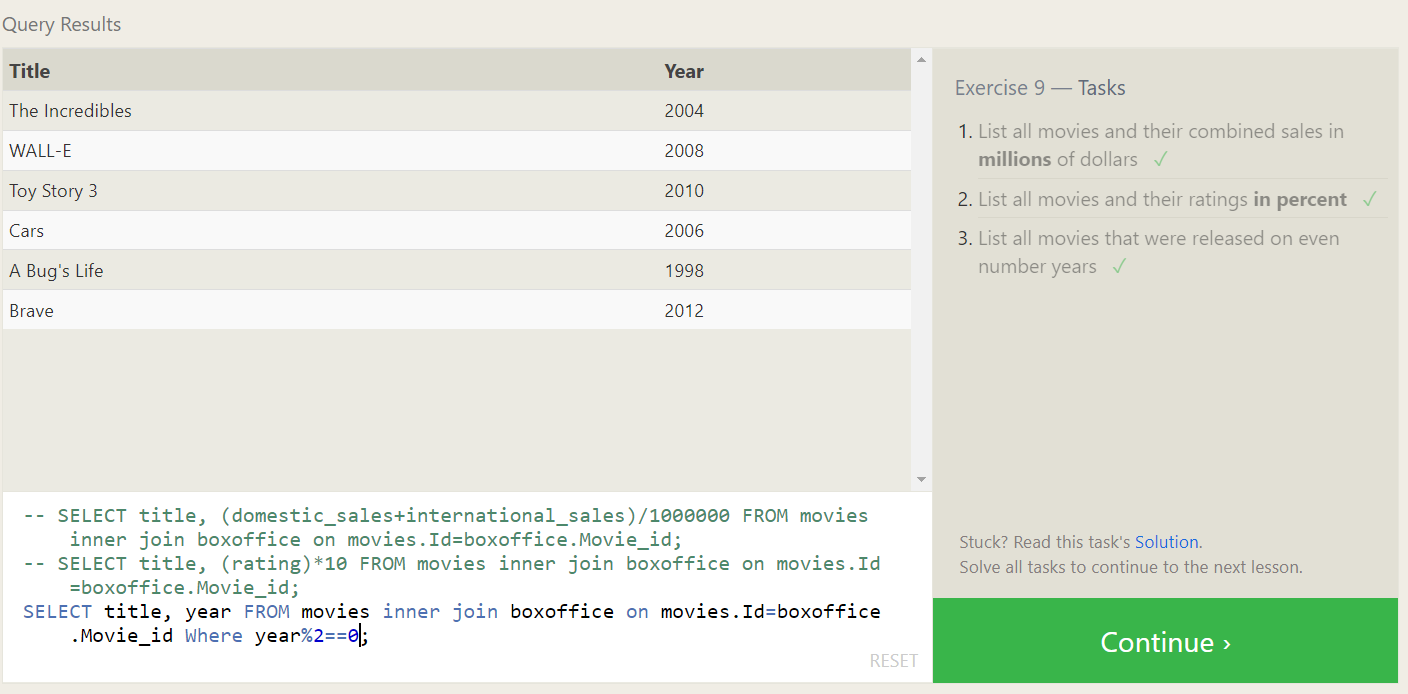 Query Results
Title Year
The Incredibles 2004
WALL-E 2008
Toy Story 3 2010
Cars 2006
A Bug's Life 1998
Brave 2012
-- SELECT title, (domestic_sales+international_sales)/1000000 FROM movies
inner join boxoffice on movies.Id=boxoffice.Movie_id;
-- SELECT title, (rating)*10 FROM movies inner join boxoffice on movies.Id
=boxoffice.Movie_id;
SELECT title, year FROM movies inner join boxoffice on movies.Id=boxoffice
.Movie_id Where year%2==0;
RESET
Exercise 9 — Tasks
1. List all movies and their combined sales in
millions of dollars ✓
2. List all movies and their ratings in percent ✓
3. List all movies that were released on even
number years ✓
Stuck? Read this task's Solution.
Solve all tasks to continue to the next lesson.
Continue ›